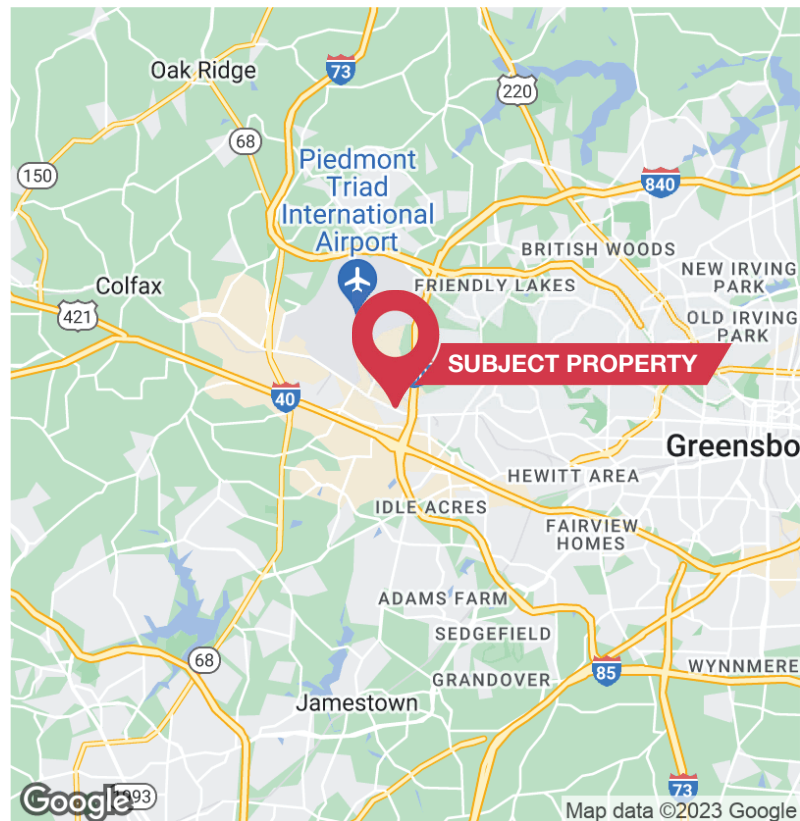 Oak Ridge
73
220
68
150
Piedmont
Triad
International
Airport
840
BRITISH WOODS
NEW IRVING
PARK
Colfax
FRIENDLY LAKES
421
OLD IRVING
PARK
SUBJECT PROPERTY
40
Greensbo
HEWITT AREA
IDLE ACRES
FAIRVIEW
HOMES
ADAMS FARM
SEDGEFIELD
68
GRANDOVER
85
WYNNMERE
Jamestown
73
Google
Map data ©2023 Google